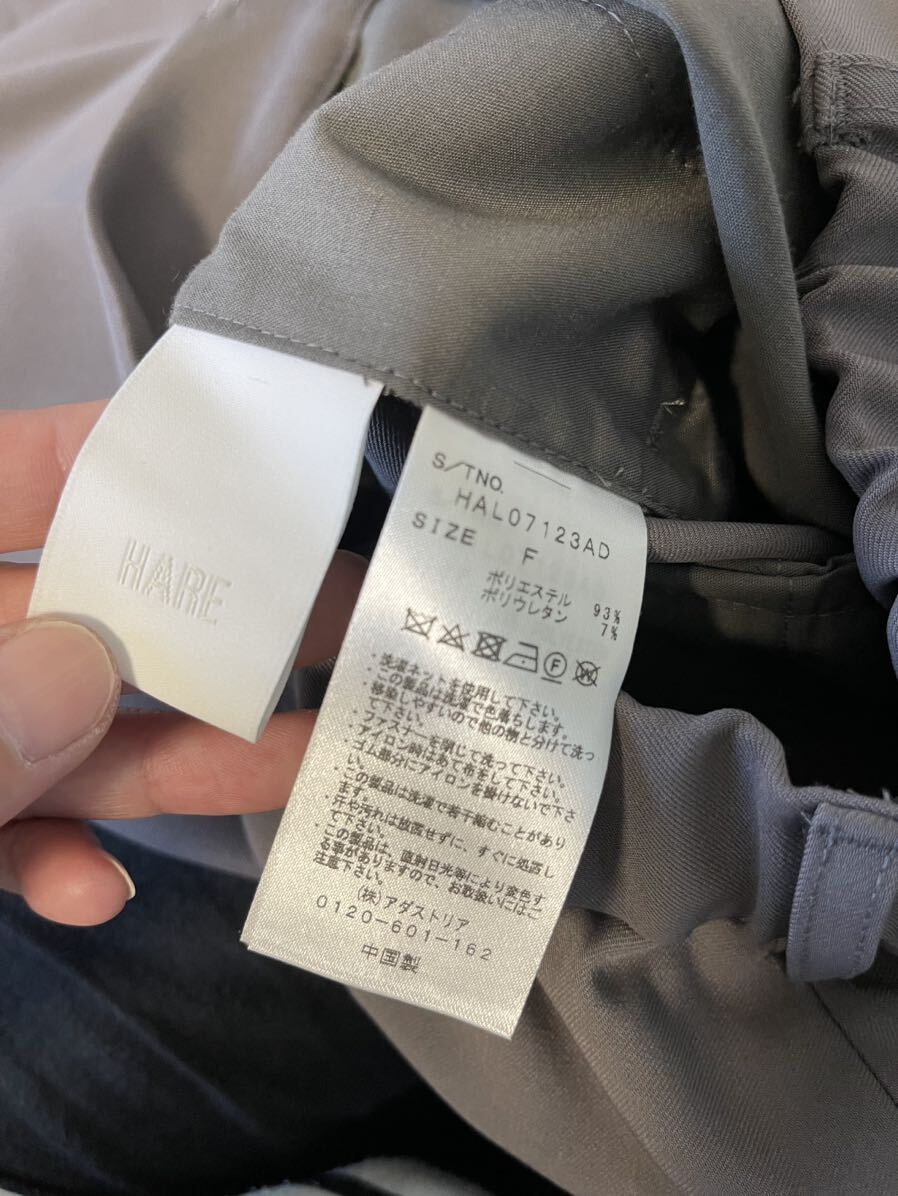 HARE
S/TNO.
HAL07123AD
SIZE F
ポリエステル 93%
ポリウレタン 7%
・洗濯ネットを使用して下さい。
・この製品は洗濯で色落ちします。
移染しやすいので他の物と分けて洗っ
て下さい。
・ファスナーを閉じて洗って下さい。
・アイロン時はあて布をして下さい。
・ゴム部分にアイロンを掛けないで下さ
い。
・この製品は洗濯で若干縮むことがあり
ます。
・汗や汚れは放置せずに、すぐに処置し
て下さい。
・この製品は、直射日光等により変色す
る事がありますので、お取扱いにはご
注意下さい。
(株)アダストリア
0120-601-162
中国製